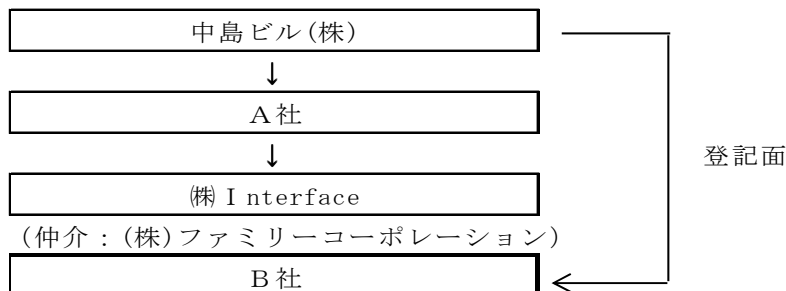 中島ビル(株)
↓
A社
↓
登記面
㈱Interface
(仲介:(株)ファミリーコーポレーション)
B社